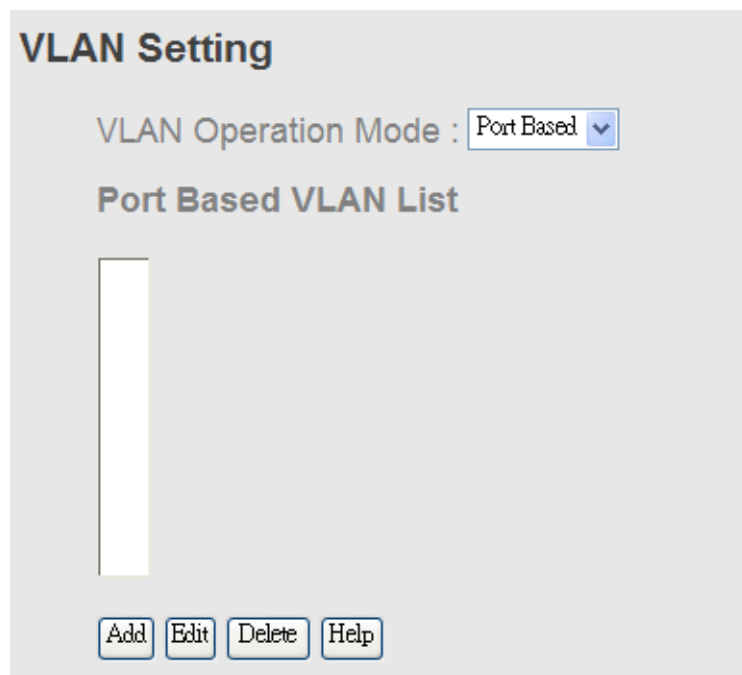 VLAN Setting
VLAN Operation Mode : Port Based
Port Based VLAN List
Add Edit Delete Help